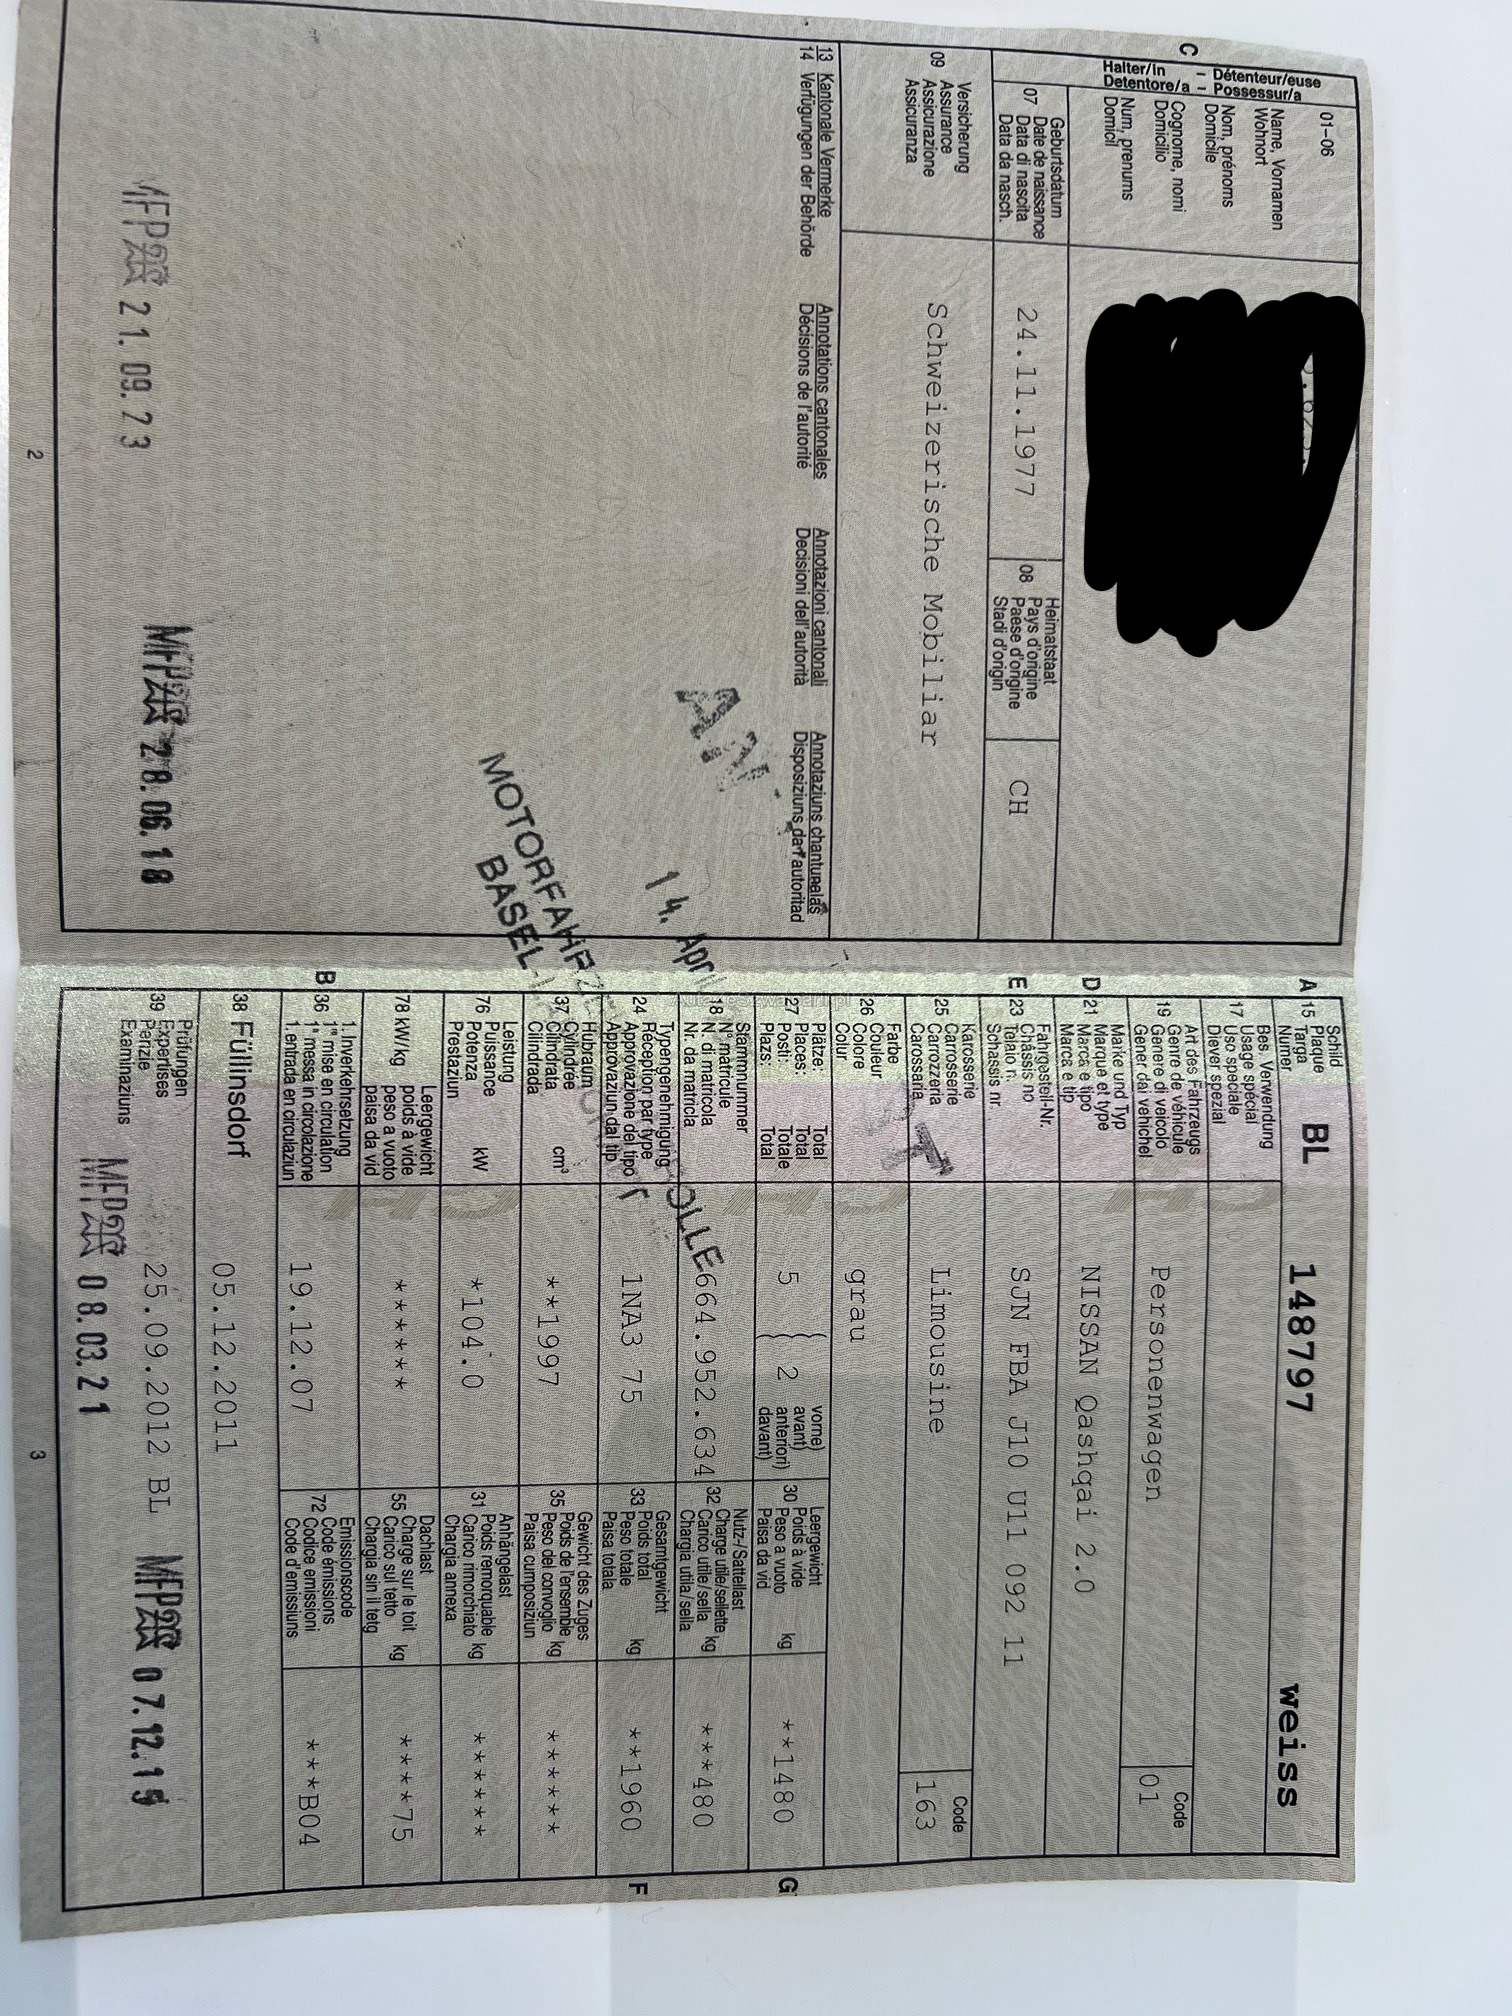 01-06
C
Halter/in - Détenteur/euse
Detentore/a - Possessur/a
Name, Vornamen
Wohnort
Nom, prénoms
Domicile
Cognome, nomi
Domicilio
Num, prenums
Domicil
07 Geburtsdatum
Date de naissance
Data di nascita
Data da nasch.
24.11.1977
08 Heimatstaat
Pays d'origine
Paese d'origine
Stadi d'origin
CH
09 Versicherung
Assurance
Assicurazione
Assicuranza
Schweizerische Mobiliar
13 Kantonale Vermerke Annotations cantonales Annotazioni cantonali Annotaziuns chantunalas
14 Verfügungen der Behörde Décisions de l'autorité Decisioni dell'autorità Disposiziuns da l'autoritad
14. April
MOTORFAHRZ
BASEL-
MFP 21.09.23
MFP 28.06.18
2
A 15 Schild
Plaque
Targa
Numer
BL 148797 weiss
17 Bes. Verwendung
Usage spécial
Uso speciale
Diever spezial
19 Art des Fahrzeugs
Genre de véhicule
Genere di veicolo
Gener dal vehichel
Personenwagen
Code
01
D 21 Marke und Typ
Marque et type
Marca e tipo
Marca e tip
NISSAN Qashqai 2.0
E 23 Fahrgestell-Nr.
Châssis no
Telaio n.
Schassis nr.
SJN FBA J10 U11 092 11
25 Karosserie
Carrosserie
Carrozzeria
Carossaria
Limousine
Code
163
26 Farbe
Couleur
Colore
Colur
grau
27 Plätze: Total
Places: Total
Posti: Totale
Plazs: Total
5 2
vorne)
avant)
anteriori)
davant)
30 Leergewicht
Poids à vide
Peso a vuoto kg
Paisa da vid
**1480
G
18 Stammnummer
N° matricule
N. di matricola
Nr. da matricla
664.952.634
32 Nutz-/Sattellast
Charge utile/sellette
Carico utile/sella kg
Chargia utila/sella
***480
24 Typengenehmigung
Réception par type
Approvazione del tipo
Approvaziun dal tip
1NA3 75
33 Gesamtgewicht
Poids total
Peso totale kg
Paisa totala
**1960
F
37 Hubraum
Cylindrée
Cilindrata cm³
Cilindrada
**1997
35 Gewicht des Zuges
Poids de l'ensemble
Peso del convoglio kg
Paisa cumposiziun
******
76 Leistung
Puissance
Potenza kW
Prestaziun
*104.0
31 Anhängelast
Poids remorquable
Carico rimorchiato kg
Chargia annexa
******
78 kW/kg Leergewicht
poids à vide
peso a vuoto
paisa da vid
******
55 Dachlast
Charge sur le toit
Carico sul tetto kg
Chargia sin il tetg
****75
B 36 1. Inverkehrsetzung
1re mise en circulation
1a messa in circolazione
1. entrada en circulaziun
19.12.07
72 Emissionscode
Code émissions
Codice emissioni
Code d'emissiuns
***B04
38 Füllinsdorf 05.12.2011
39 Prüfungen
Expertises
Perizie
Examinaziuns
25.09.2012 BL
MFP 07.12.15
MFP 08.03.21
3